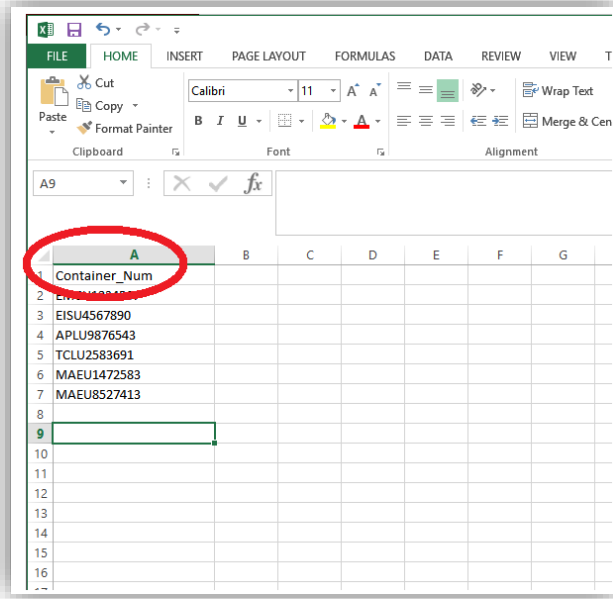 FILE HOME INSERT PAGE LAYOUT FORMULAS DATA REVIEW VIEW T
Cut
Copy
Paste
Format Painter
Calibri 11 A A Wrap Text
B I U A Merge & Cen
Clipboard Font Alignment
A9 fx
A B C D E F G
1 Container_Num
2
3 EISU4567890
4 APLU9876543
5 TCLU2583691
6 MAEU1472583
7 MAEU8527413
8
9
10
11
12
13
14
15
16